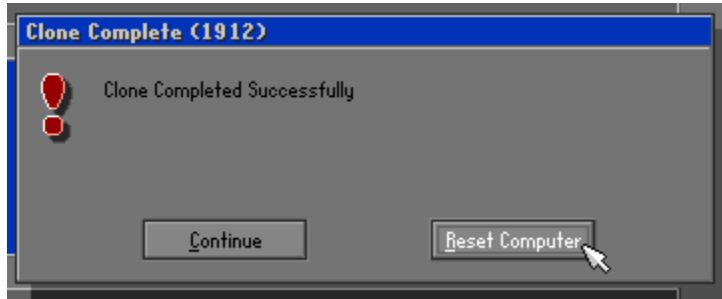 Clone Complete (1912)
Clone Completed Successfully
Continue
Reset Computer